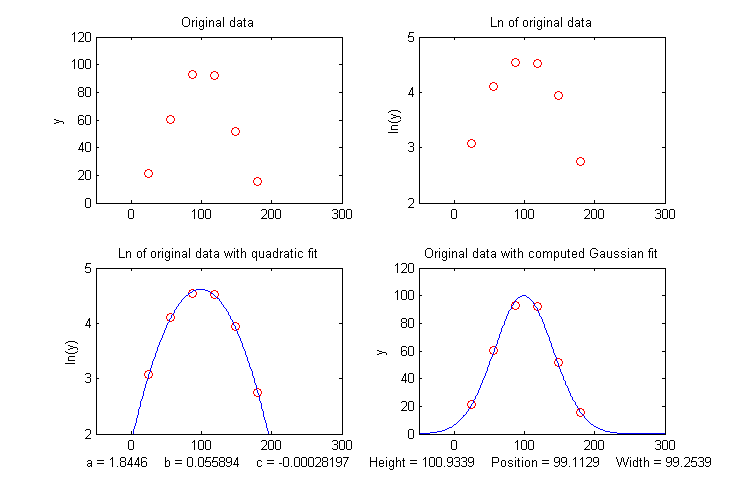 Original data
120
100
80
60
40
20
0
y
0 100 200 300
Ln of original data
5
4
3
2
ln(y)
0 100 200 300
Ln of original data with quadratic fit
5
4
3
2
ln(y)
0 100 200 300
a = 1.8446 b = 0.055894 c = -0.00028197
Original data with computed Gaussian fit
120
100
80
60
40
20
0
y
0 100 200 300
Height = 100.9339 Position = 99.1129 Width = 99.2539